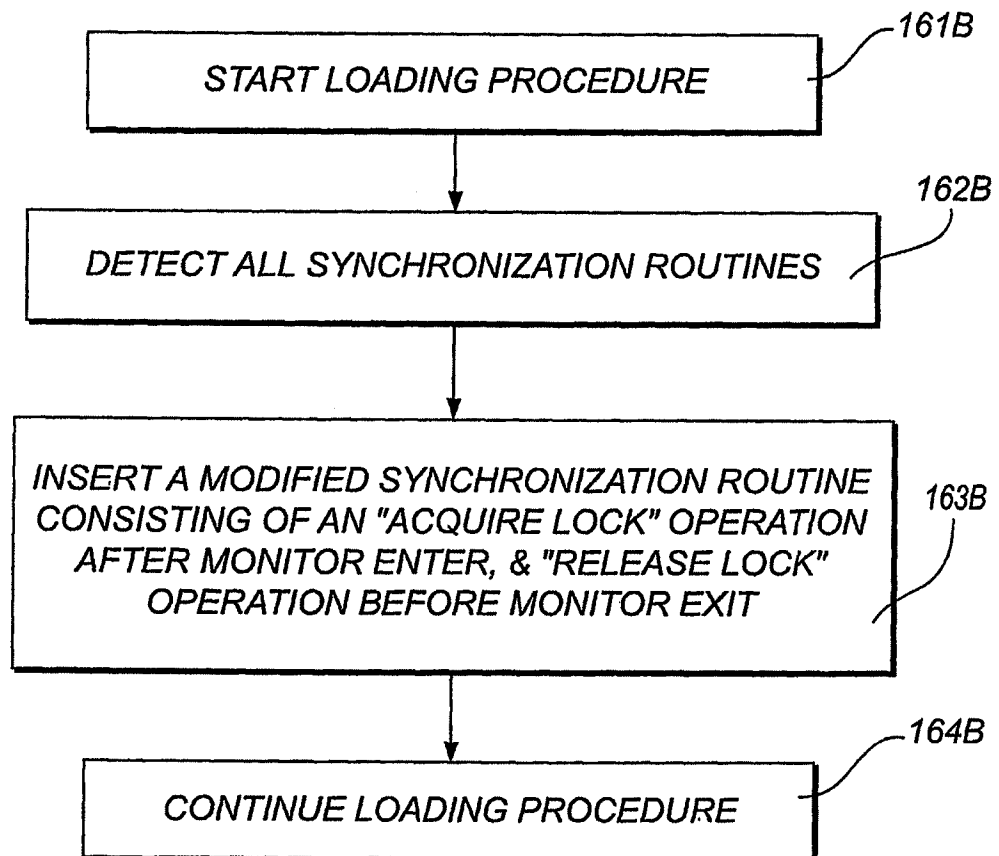 161B
START LOADING PROCEDURE
162B
DETECT ALL SYNCHRONIZATION ROUTINES
INSERT A MODIFIED SYNCHRONIZATION ROUTINE
CONSISTING OF AN "ACQUIRE LOCK" OPERATION
AFTER MONITOR ENTER, & "RELEASE LOCK"
OPERATION BEFORE MONITOR EXIT
163B
164B
CONTINUE LOADING PROCEDURE